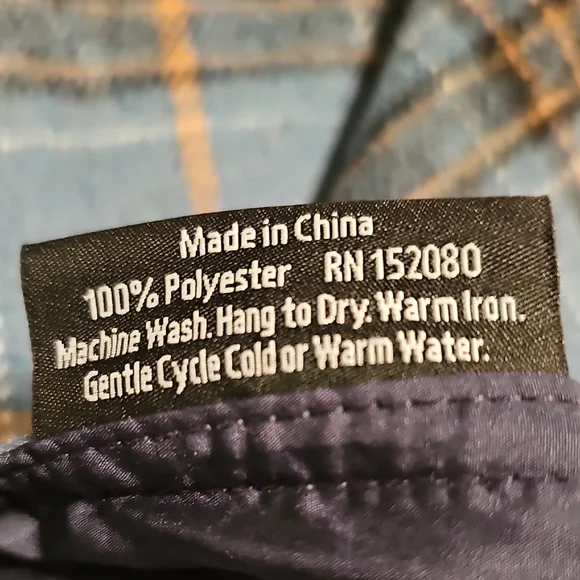 Made in China
100% Polyester RN 152080
Machine Wash. Hang to Dry. Warm Iron.
Gentle Cycle Cold or Warm Water.